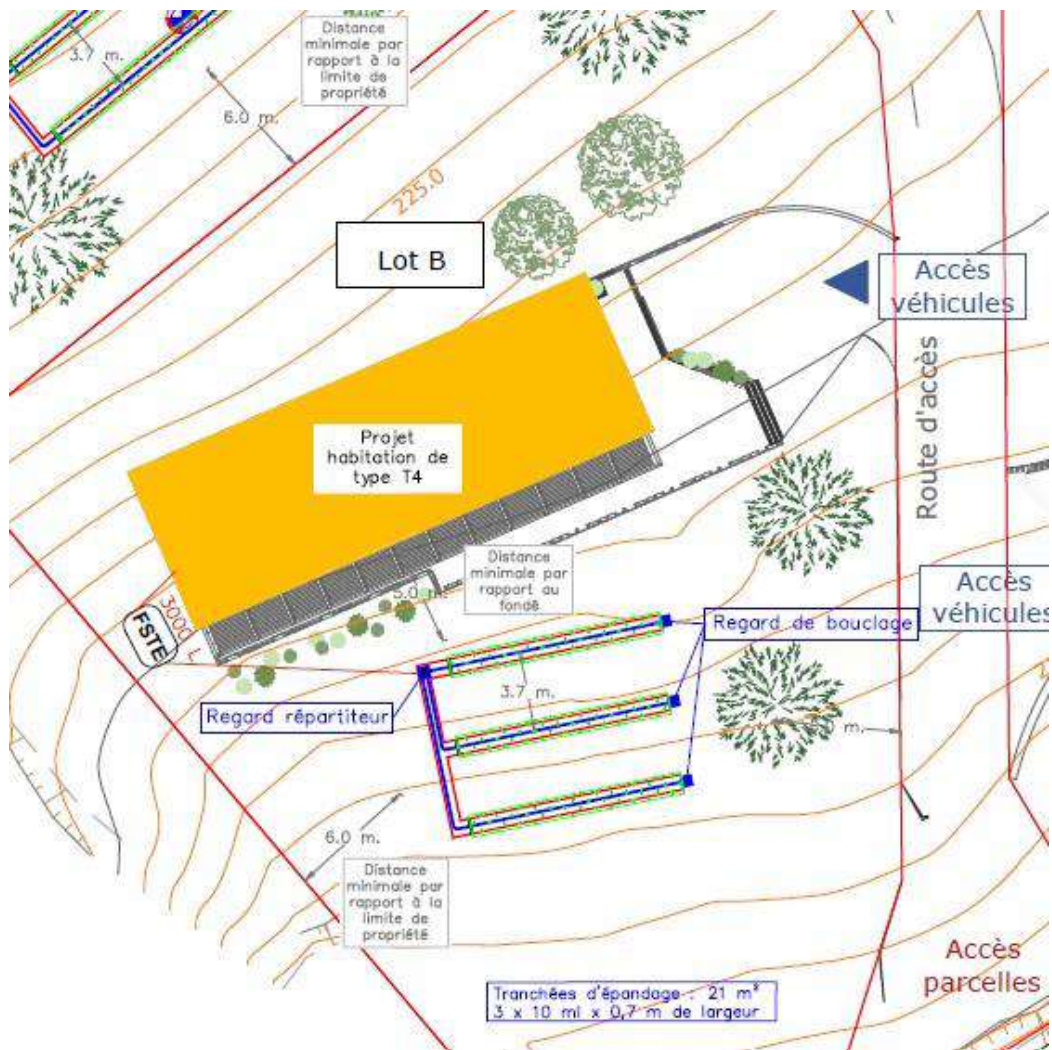 Distance
minimale par
rapport à la
limite de
propriété
3.7 m.
6.0 m.
225.0
Lot B
Accès
véhicules
Route d'accès
Projet
habitation de
type T4
Distance
minimale par
rapport au
fondé
5.0 m.
Accès
véhicules
3000 L
FSTE
Regard de bouclage
3.7 m.
Regard répartiteur
m.
6.0 m.
Distance
minimale par
rapport à la
limite de
propriété
Accès
parcelles
Tranchées d'épandage : 21 m²
3 x 10 ml x 0,7 m de largeur